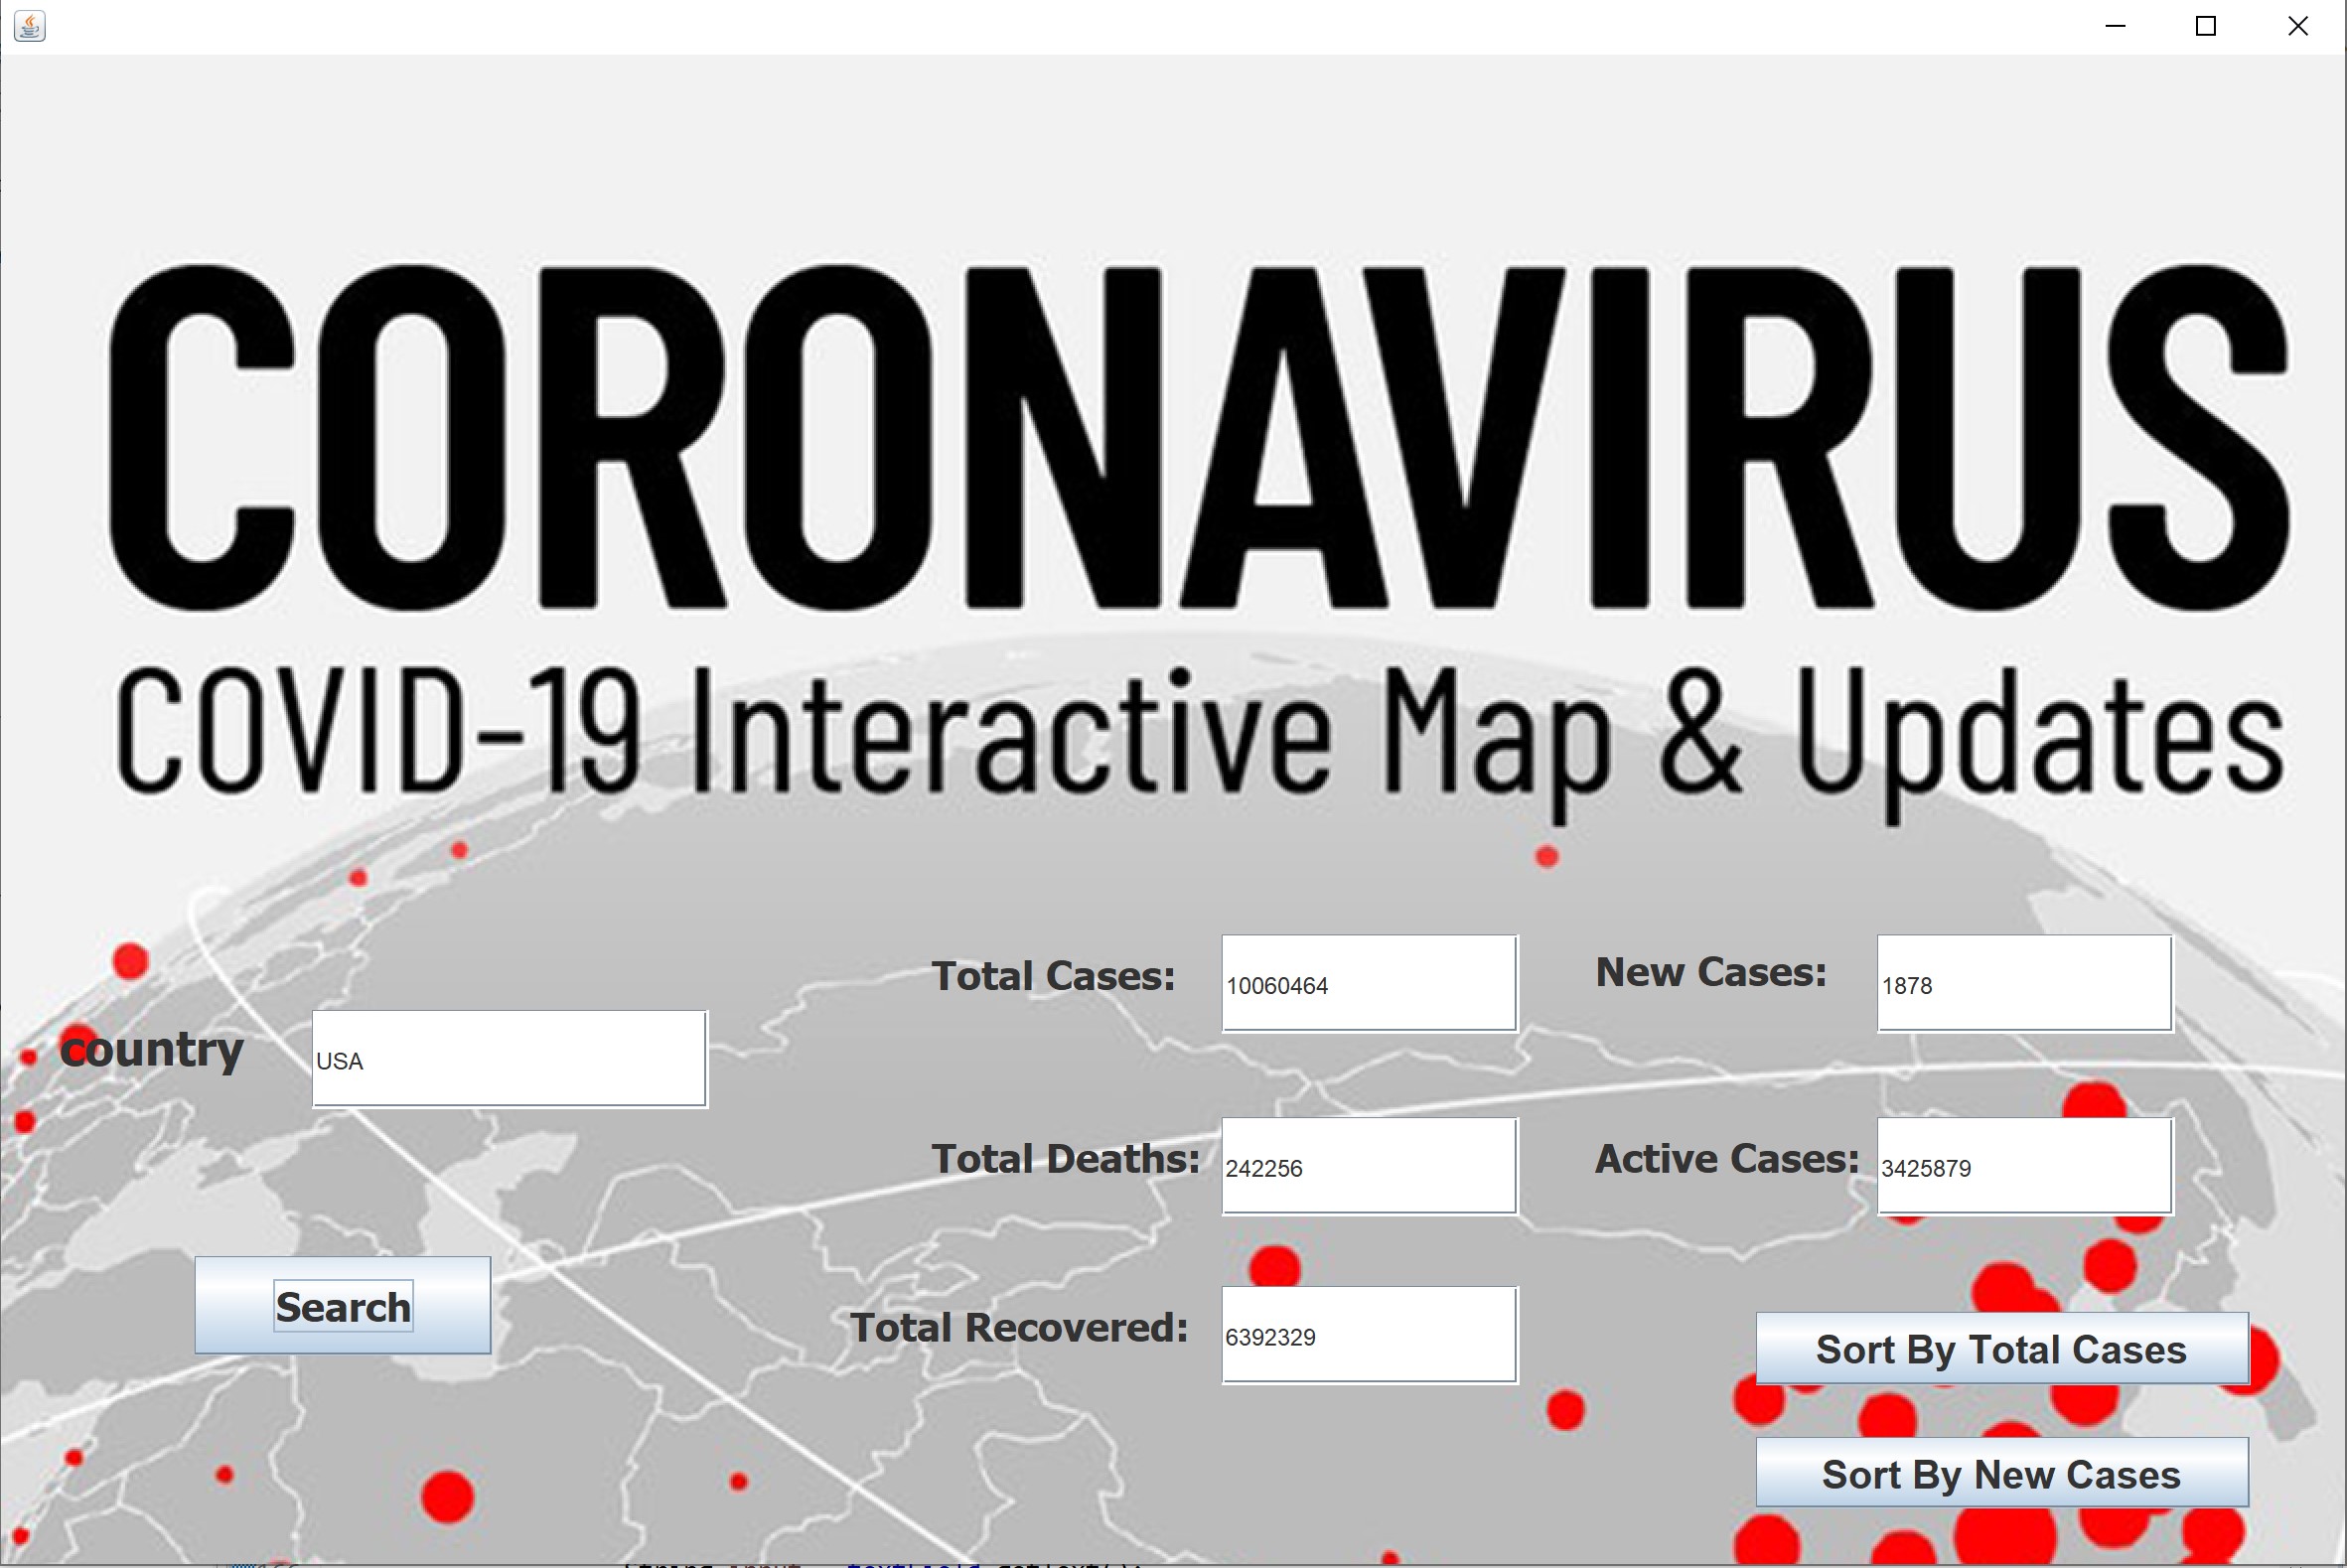 CORONAVIRUS
COVID-19 Interactive Map & Updates
Total Cases: 10060464 New Cases: 1878
country USA
Total Deaths: 242256 Active Cases: 3425879
Search
Total Recovered: 6392329
Sort By Total Cases
Sort By New Cases